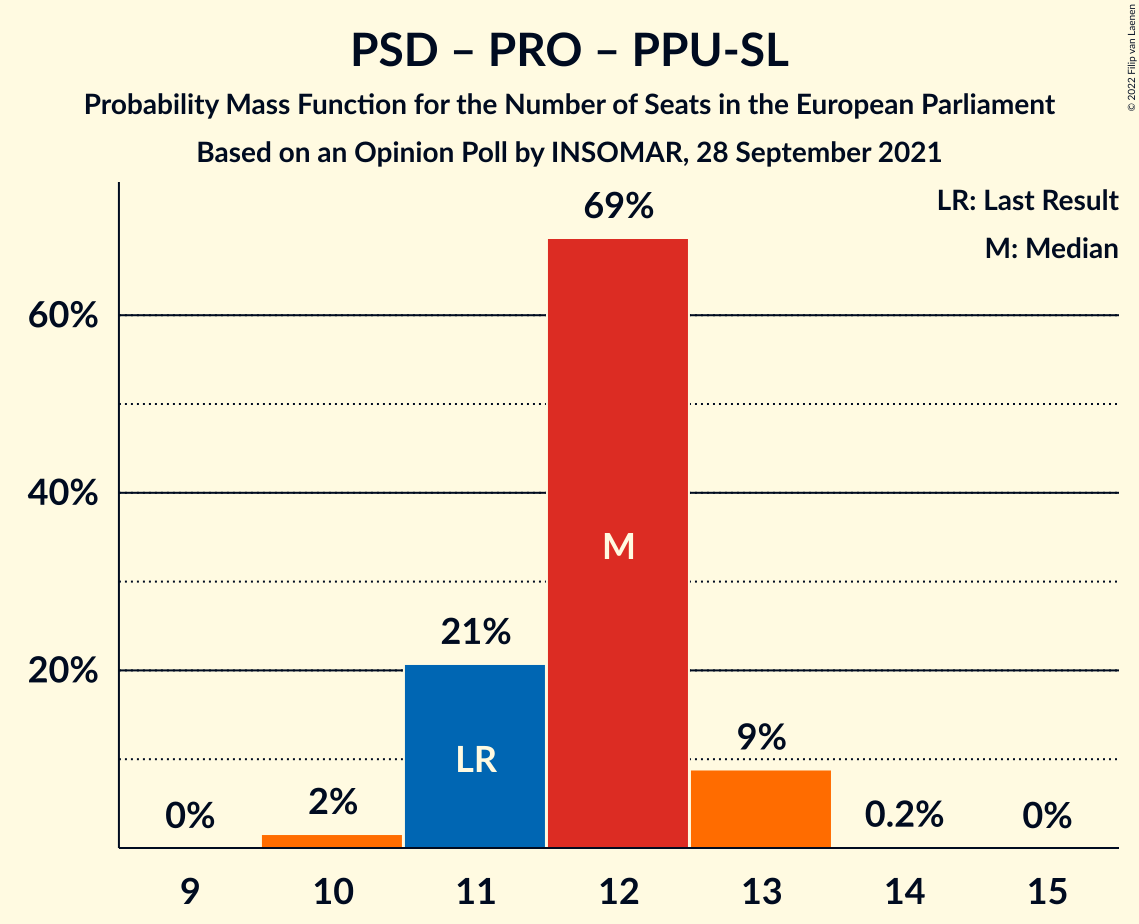 PSD – PRO – PPU-SL
Probability Mass Function for the Number of Seats in the European Parliament
Based on an Opinion Poll by INSOMAR, 28 September 2021
© 2022 Filip van Laenen
LR: Last Result
M: Median
69%
60%
40%
M
21%
20%
LR
9%
0%
2%
0.2%
0%
9 10 11 12 13 14 15